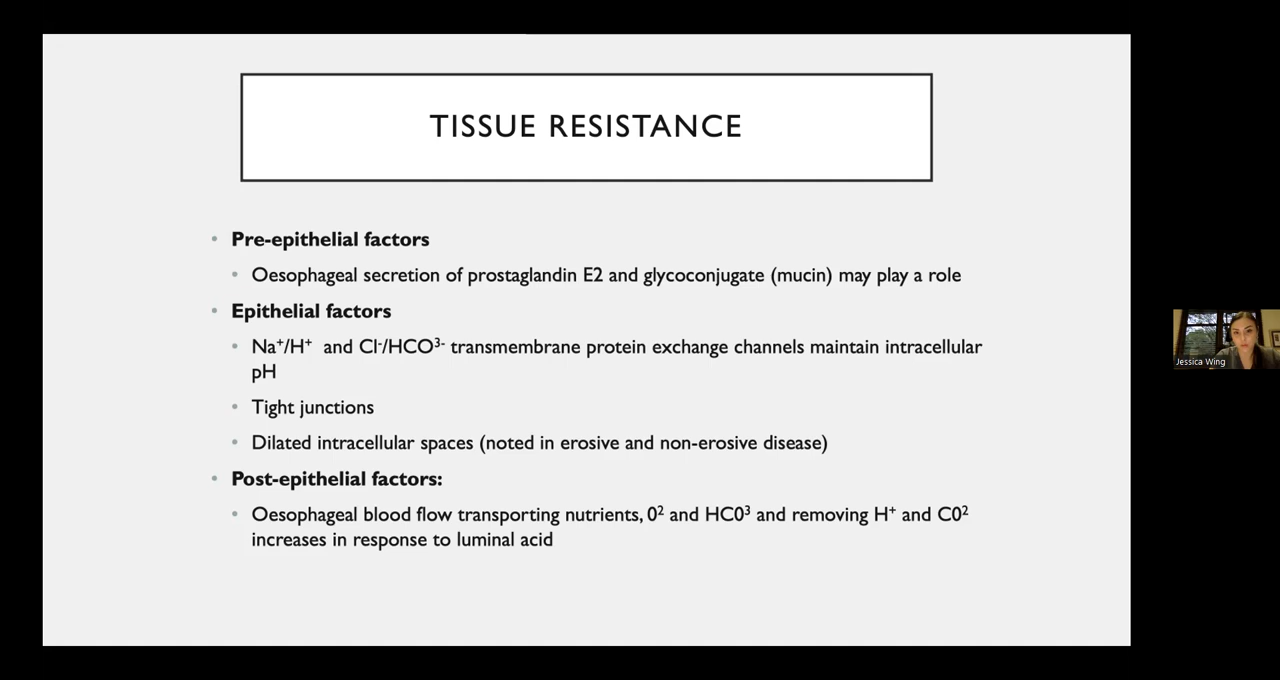 TISSUE RESISTANCE
• Pre-epithelial factors
• Oesophageal secretion of prostaglandin E2 and glycoconjugate (mucin) may play a role
• Epithelial factors
• Na⁺/H⁺ and Cl⁻/HCO³⁻ transmembrane protein exchange channels maintain intracellular
pH
• Tight junctions
• Dilated intracellular spaces (noted in erosive and non-erosive disease)
• Post-epithelial factors:
• Oesophageal blood flow transporting nutrients, 0² and HC0³ and removing H⁺ and C0²
increases in response to luminal acid
Jessica Wing